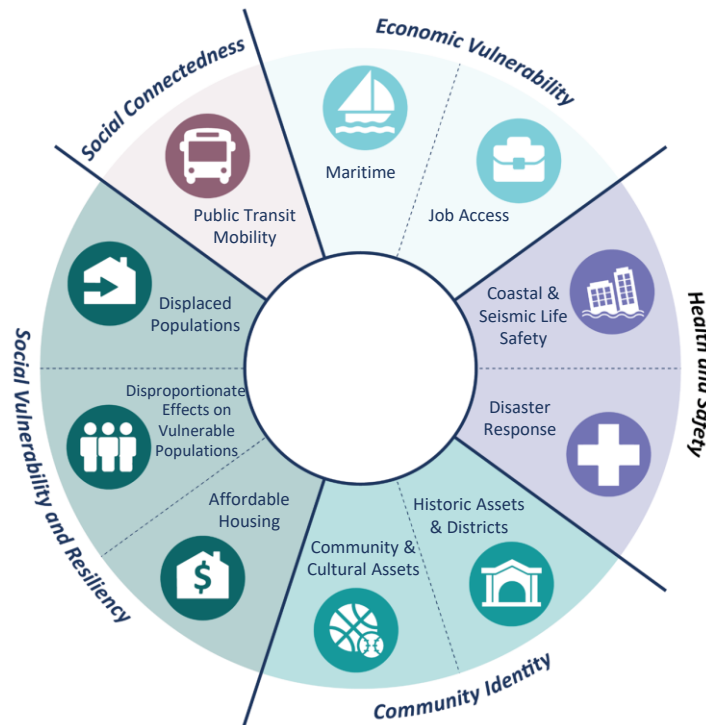 Social Connectedness
Economic Vulnerability
Maritime
Job Access
Public Transit
Mobility
Displaced
Populations
Coastal &
Seismic Life
Safety
Health and Safety
Disaster
Response
Social Vulnerability and Resiliency
Disproportionate
Effects on
Vulnerable
Populations
Affordable
Housing
$
Community &
Cultural Assets
Historic Assets
& Districts
Community Identity